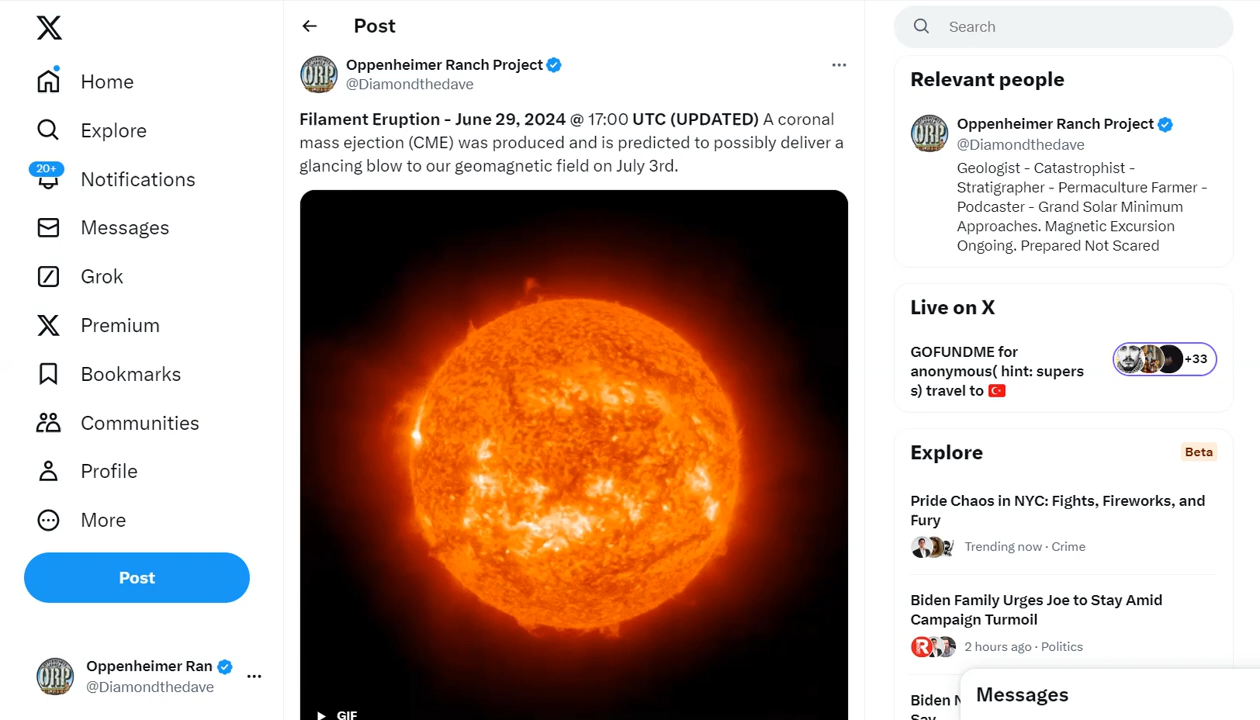 Home
Explore
20+
Notifications
Messages
Grok
Premium
Bookmarks
Communities
Profile
More
Post
Oppenheimer Ran
@Diamondthedave
Post
ORP
Oppenheimer Ranch Project
@Diamondthedave
Filament Eruption - June 29, 2024 @ 17:00 UTC (UPDATED) A coronal
mass ejection (CME) was produced and is predicted to possibly deliver a
glancing blow to our geomagnetic field on July 3rd.
GIF
Search
Relevant people
Oppenheimer Ranch Project
@Diamondthedave
Geologist - Catastrophist -
Stratigrapher - Permaculture Farmer -
Podcaster - Grand Solar Minimum
Approaches. Magnetic Excursion
Ongoing. Prepared Not Scared
Live on X
GOFUNDME for
anonymous( hint: supers
s) travel to
+33
Explore
Beta
Pride Chaos in NYC: Fights, Fireworks, and
Fury
Trending now · Crime
Biden Family Urges Joe to Stay Amid
Campaign Turmoil
2 hours ago · Politics
Biden
Say
Messages